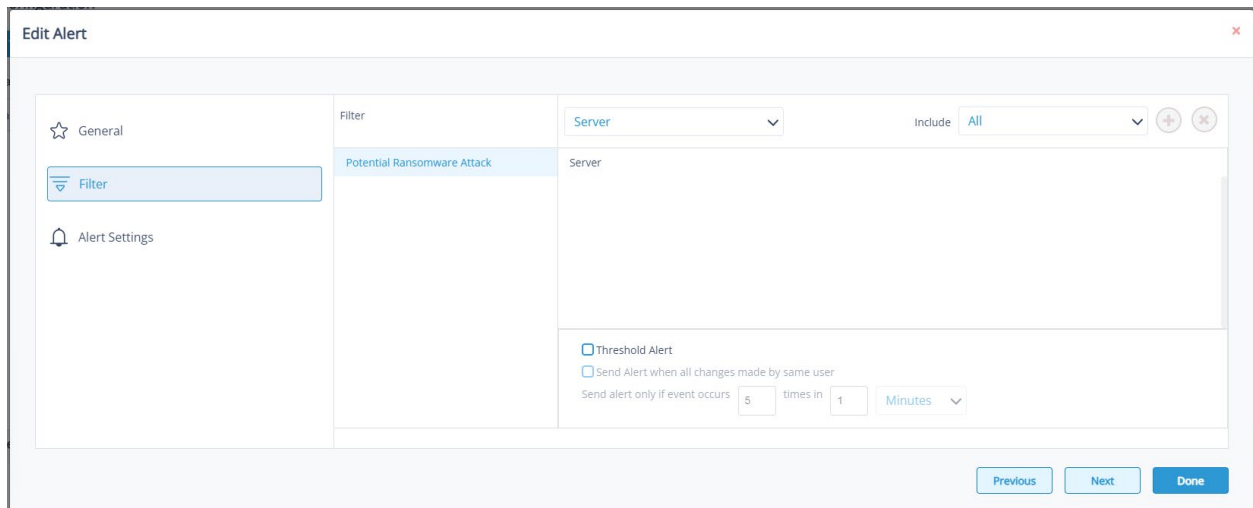 Edit Alert
General
Filter
Alert Settings
Filter
Potential Ransomware Attack
Server
Include
All
Server
Threshold Alert
Send Alert when all changes made by same user
Send alert only if event occurs 5 times in 1 Minutes
Previous
Next
Done